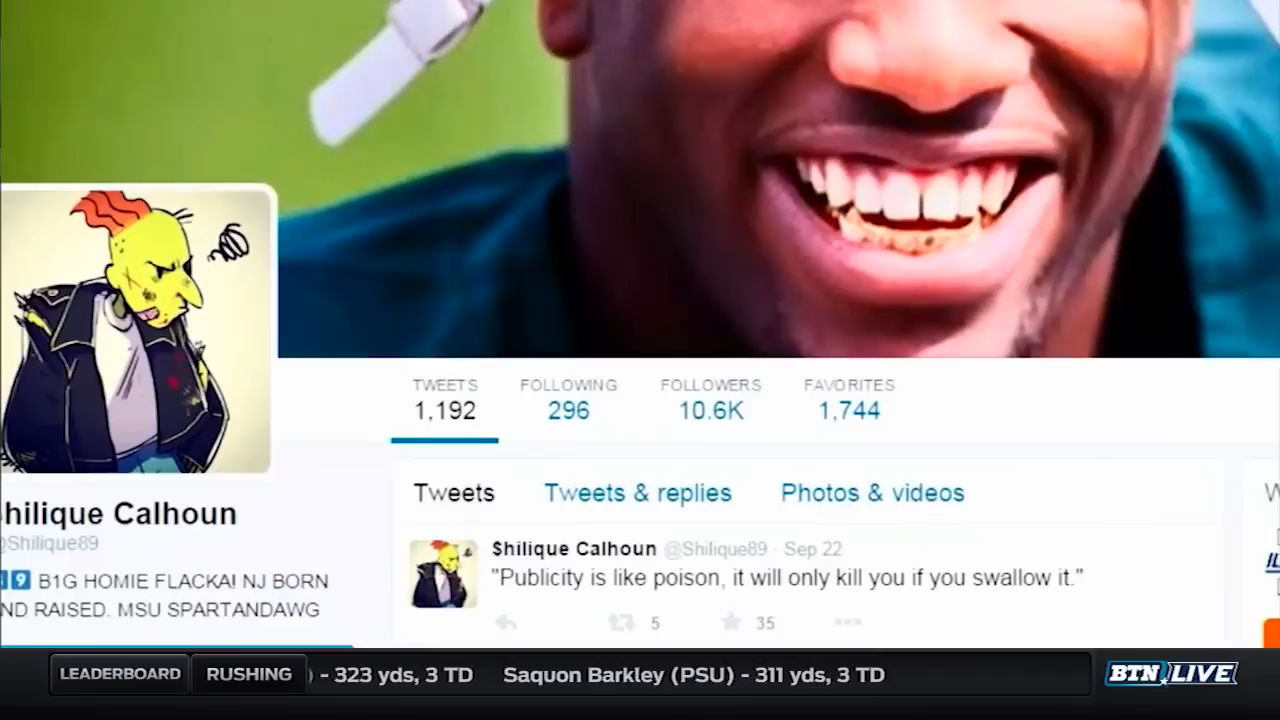 TWEETS FOLLOWING FOLLOWERS FAVORITES
1,192 296 10.6K 1,744
Tweets Tweets & replies Photos & videos
hilique Calhoun
@Shilique89
9 B1G HOMIE FLACKA! NJ BORN
ND RAISED. MSU SPARTANDAWG
$hilique Calhoun @Shilique89 · Sep 22
"Publicity is like poison, it will only kill you if you swallow it."
5 35
LEADERBOARD RUSHING ) - 323 yds, 3 TD Saquon Barkley (PSU) - 311 yds, 3 TD BTN LIVE